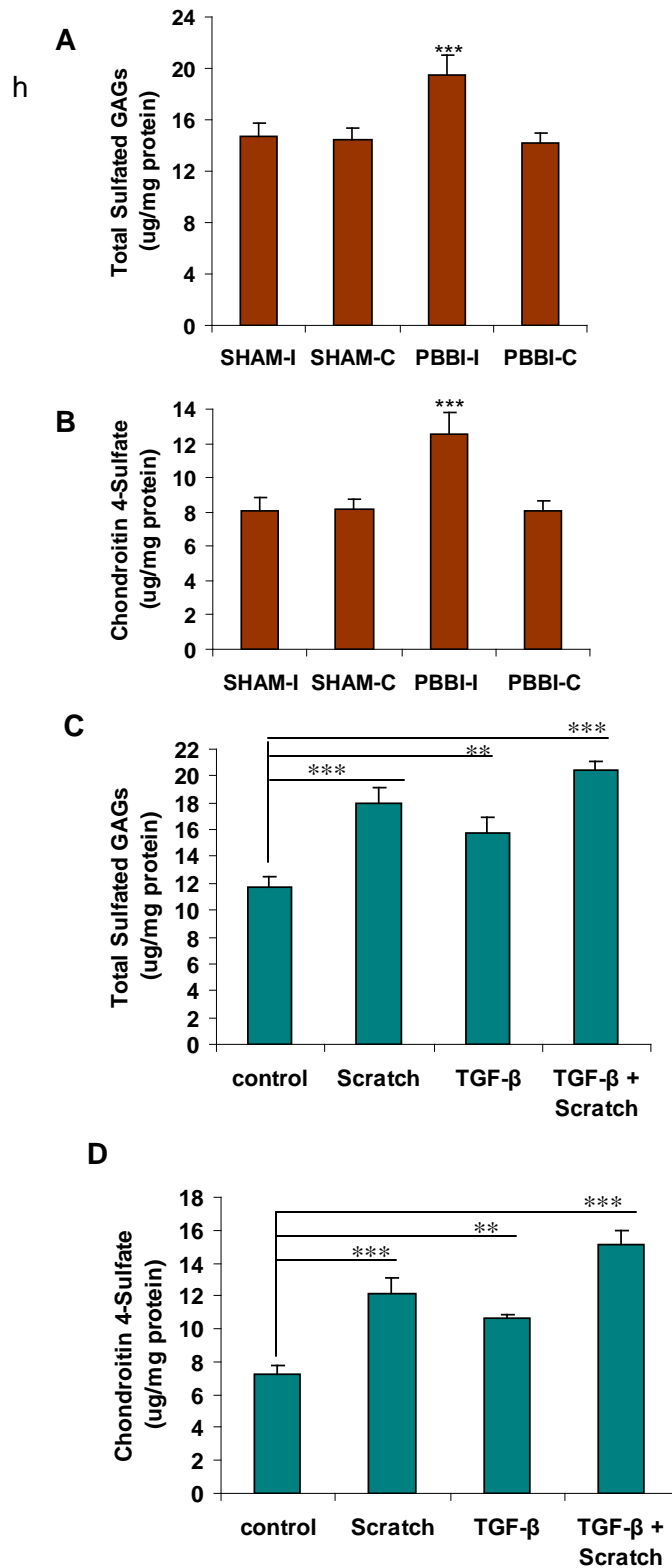 A
h
Total Sulfated GAGs
(ug/mg protein)
24
20
16
12
8
4
0
***
SHAM-I SHAM-C PBBI-I PBBI-C
B
Chondroitin 4-Sulfate
(ug/mg protein)
14
12
10
8
6
4
2
0
***
SHAM-I SHAM-C PBBI-I PBBI-C
C
Total Sulfated GAGs
(ug/mg protein)
22
20
18
16
14
12
10
8
6
4
2
0
***
**
***
control Scratch TGF-β TGF-β +
Scratch
D
Chondroitin 4-Sulfate
(ug/mg protein)
18
16
14
12
10
8
6
4
2
0
***
**
***
control Scratch TGF-β TGF-β +
Scratch